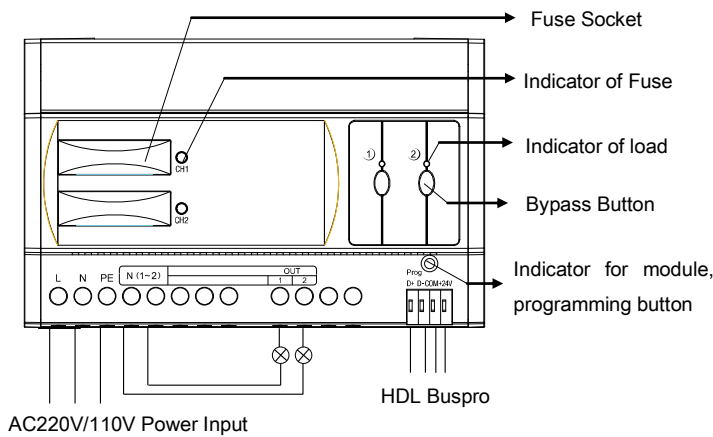 Fuse Socket
Indicator of Fuse
CH1
1
2
Indicator of load
Bypass Button
CH2
L N PE N (1~2) OUT
1 2
Prog
D+ D- COM +24V
Indicator for module,
programming button
HDL Buspro
AC220V/110V Power Input